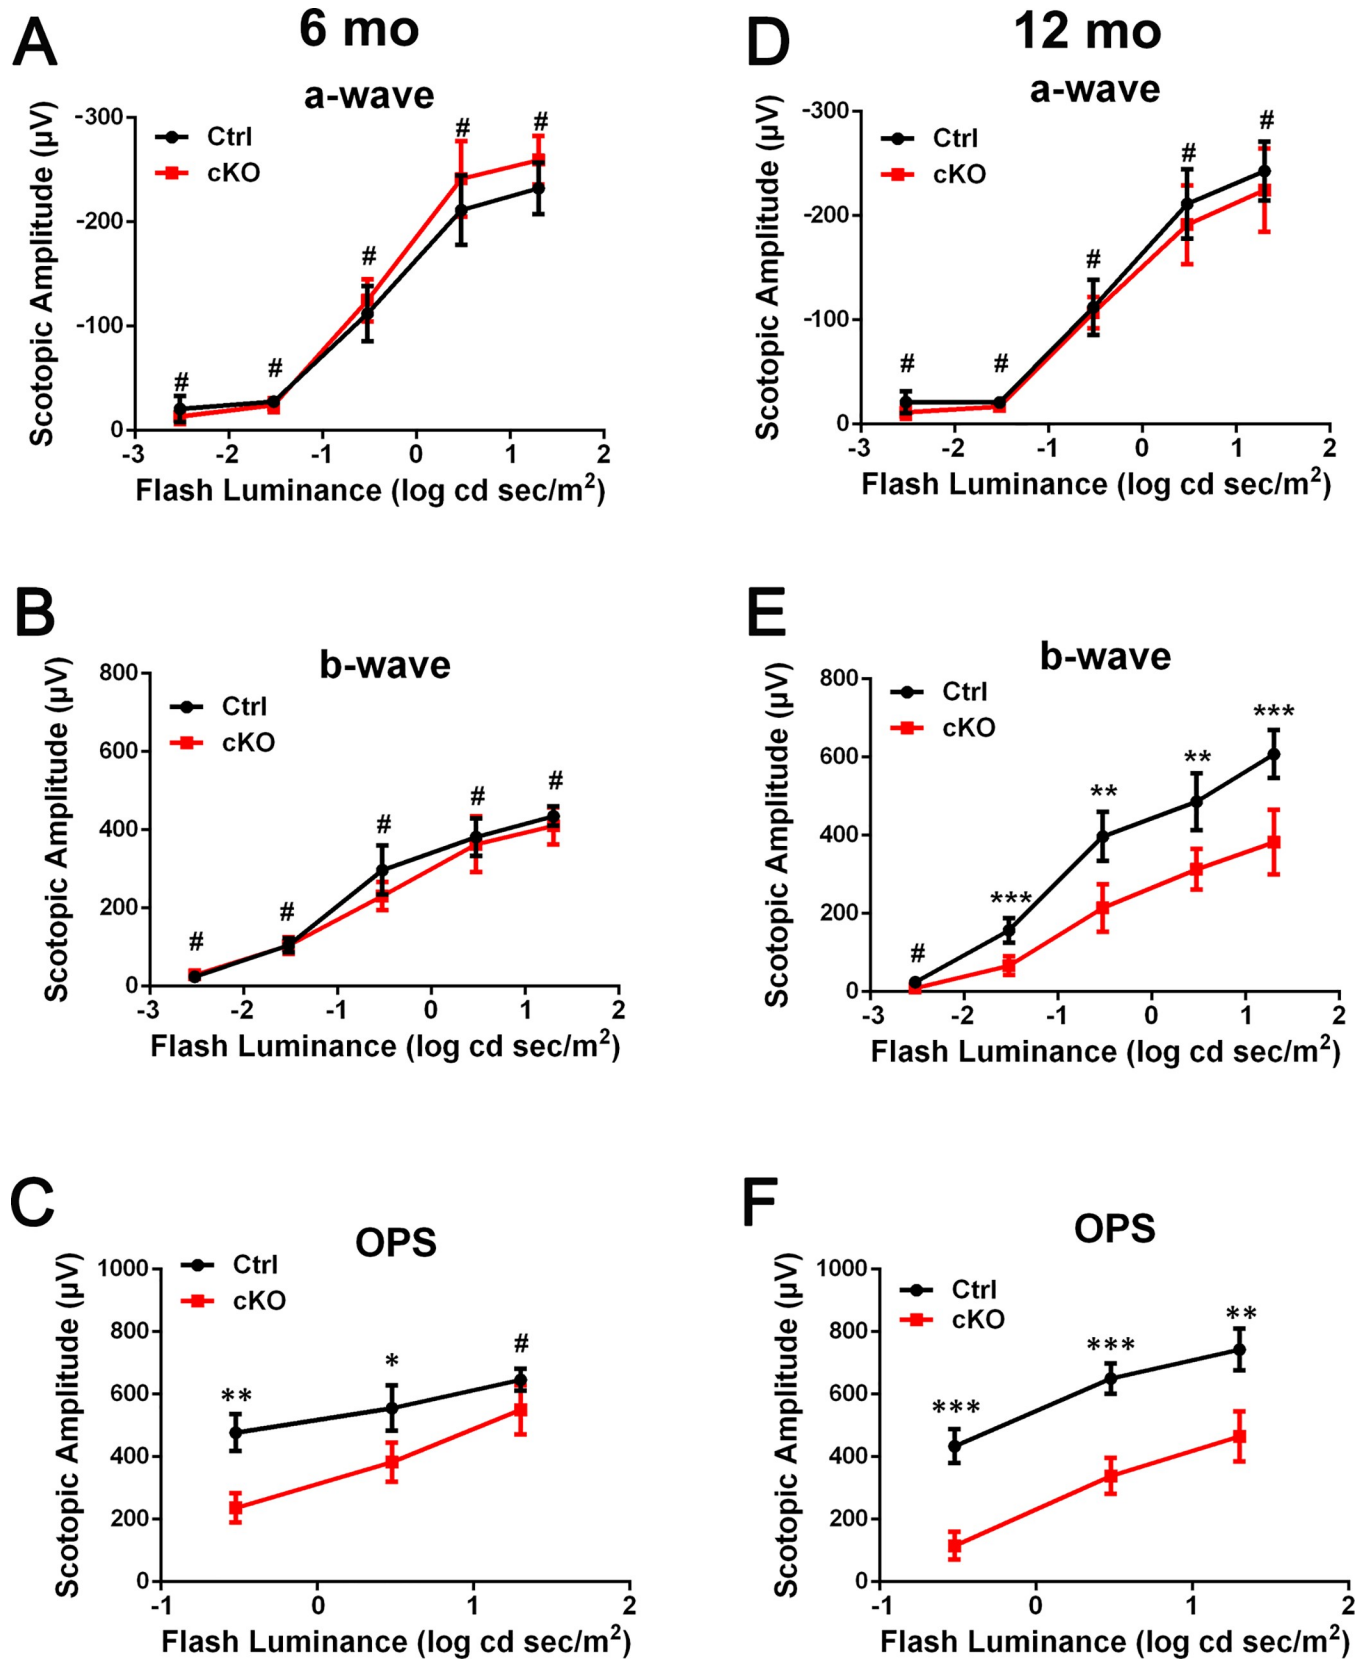 A
6 mo
a-wave
Scotopic Amplitude (µV)
-300
-200
-100
0
Ctrl
cKO
# # # # #
-3 -2 -1 0 1 2
Flash Luminance (log cd sec/m²)
D
12 mo
a-wave
Scotopic Amplitude (µV)
-300
-200
-100
0
Ctrl
cKO
# # # # #
-3 -2 -1 0 1 2
Flash Luminance (log cd sec/m²)
B
b-wave
Scotopic Amplitude (µV)
800
600
400
200
0
Ctrl
cKO
# # # # #
-3 -2 -1 0 1 2
Flash Luminance (log cd sec/m²)
E
b-wave
Scotopic Amplitude (µV)
800
600
400
200
0
Ctrl
cKO
# *** ** ** ***
-3 -2 -1 0 1 2
Flash Luminance (log cd sec/m²)
C
OPS
Scotopic Amplitude (µV)
1000
800
600
400
200
0
Ctrl
cKO
** * #
-1 0 1 2
Flash Luminance (log cd sec/m²)
F
OPS
Scotopic Amplitude (µV)
1000
800
600
400
200
0
Ctrl
cKO
*** *** **
-1 0 1 2
Flash Luminance (log cd sec/m²)